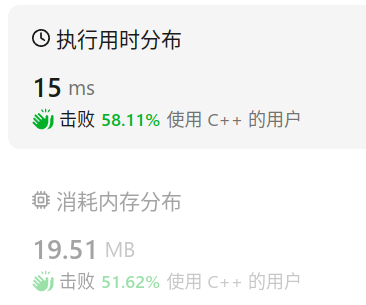 执行用时分布
15 ms
击败 58.11% 使用 C++ 的用户
消耗内存分布
19.51 MB
击败 51.62% 使用 C++ 的用户